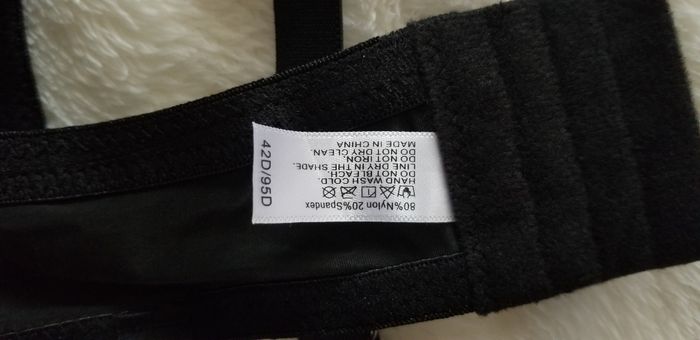 80%Nylon 20%Spandex
HAND WASH COLD.
DO NOT BLEACH.
LINE DRY IN THE SHADE.
DO NOT IRON.
DO NOT DRY CLEAN.
MADE IN CHINA
42D/95D